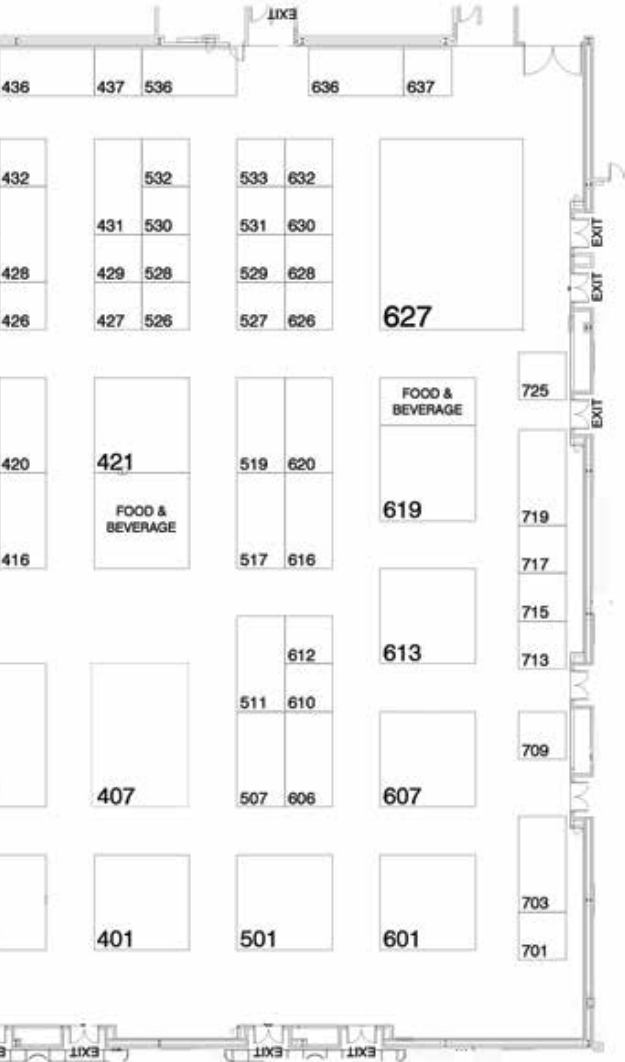 EXIT
436 437 536 636 637
432 532 533 632
431 530 531 630
EXIT
428 429 528 529 628
EXIT
426 427 526 527 626 627
FOOD &
BEVERAGE
725
EXIT
420 421 519 620
FOOD &
BEVERAGE
619 719
416 517 616
717
715
612 613 713
511 610
709
407 507 606 607
703
401 501 601
701
EXIT EXIT EXIT